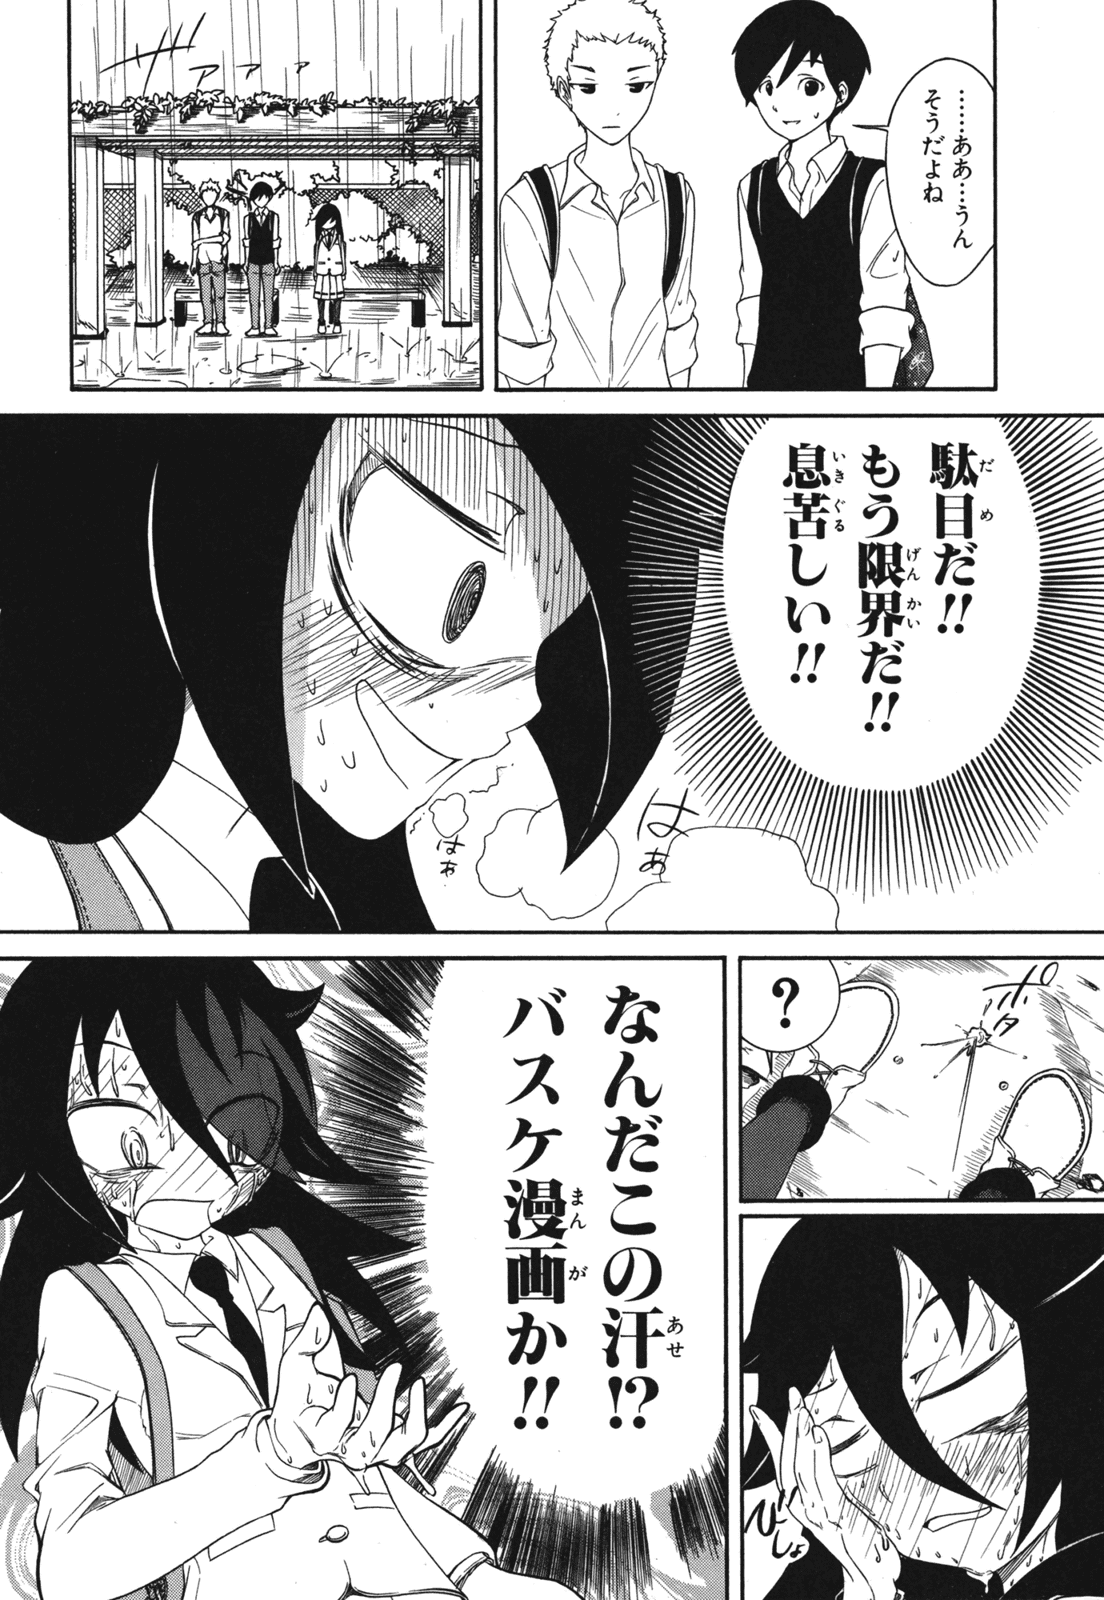 ……ああ…うん
そうだよね
ザアアア
駄目だ!!
もう限界だ!!
息苦しい!!
はぁ
はぁ
ポタ
?
びしょ
なんだこの汗!?
バスケ漫画か!!